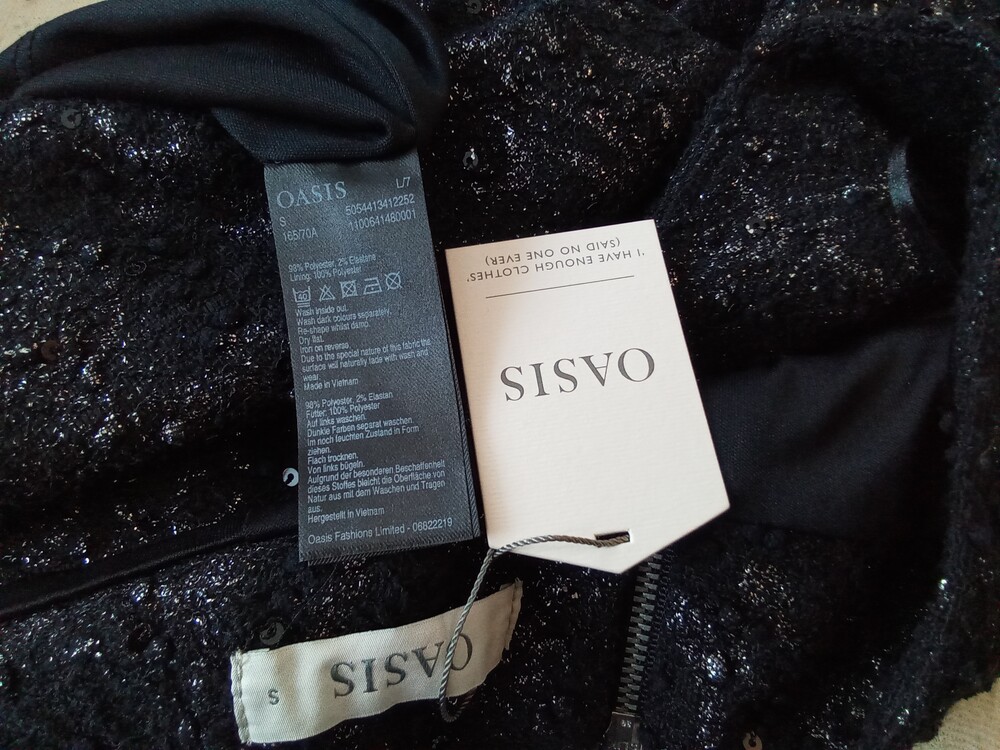 OASIS L/7
S 5054413412252
165/70A 1100641480001
98% Polyester, 2% Elastane
Lining: 100% Polyester
40
Wash inside out.
Wash dark colours separately.
Re-shape whilst damp.
Dry flat.
Iron on reverse.
Due to the special nature of this fabric the
surface will naturally fade with wash and
wear.
Made in Vietnam
98% Polyester, 2% Elastan
Futter: 100% Polyester
Auf links waschen.
Dunkle Farben separat waschen.
Im noch feuchten Zustand in Form
ziehen.
Flach trocknen.
Von links bügeln.
Aufgrund der besonderen Beschaffenheit
dieses Stoffes bleicht die Oberfläche von
Natur aus mit dem Waschen und Tragen
aus.
Hergestellt in Vietnam
Oasis Fashions Limited - 06822219
OASIS
'I HAVE ENOUGH CLOTHES'
(SAID NO ONE EVER)
OASIS
S